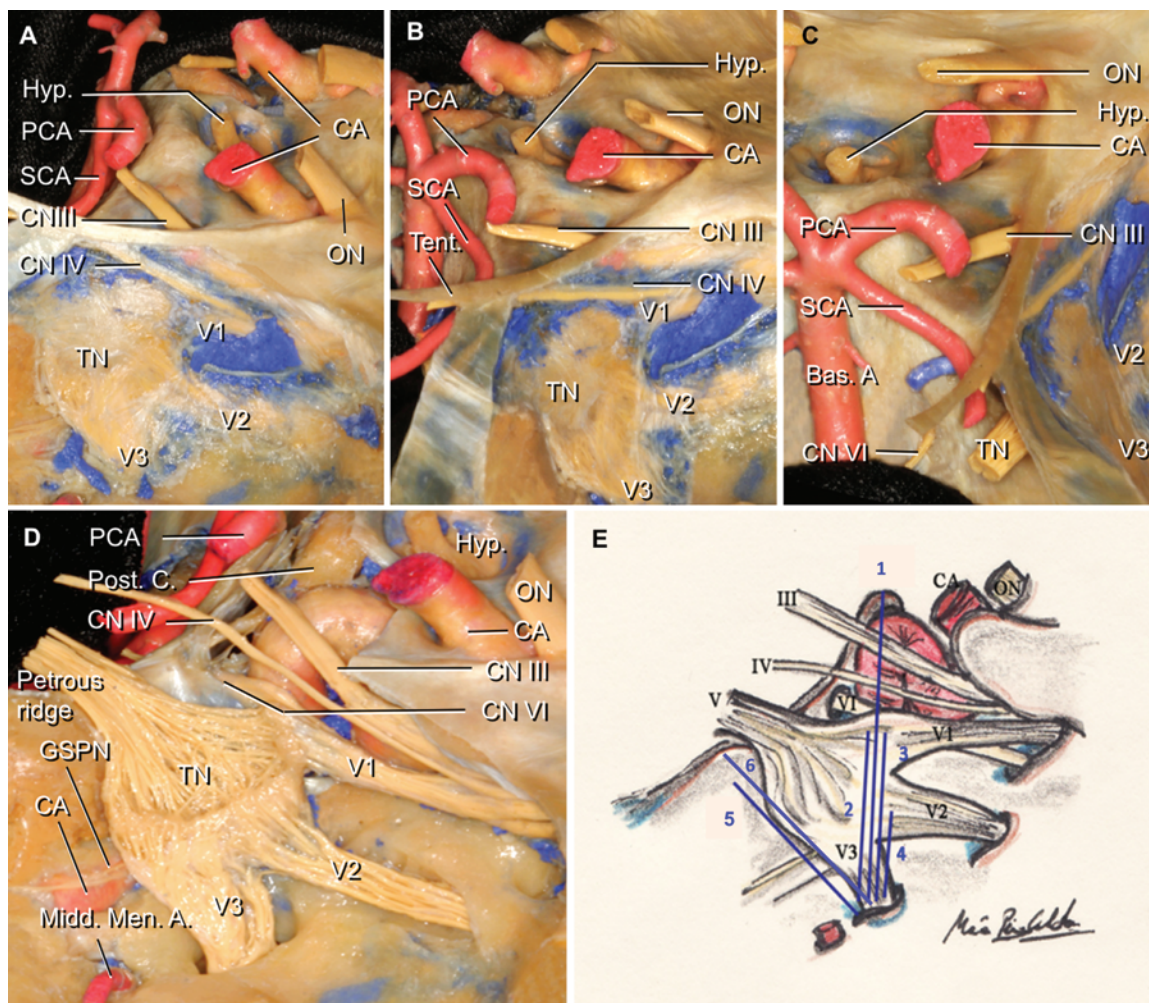 A
Hyp.
PCA
SCA
CNIII
CN IV
CA
ON
V1
TN
V2
V3
B
PCA
SCA
Tent.
Hyp.
ON
CA
CN III
CN IV
V1
TN
V2
V3
C
ON
Hyp.
CA
PCA
CN III
SCA
Bas. A
V2
CN VI
TN
V3
D
PCA
Post. C.
CN IV
Petrous
ridge
GSPN
CA
Midd. Men. A.
Hyp.
ON
CA
CN III
CN VI
TN
V1
V2
V3
E
1
CA
ON
III
IV
V
VI
V1
3
6
5
2
V2
V3
4